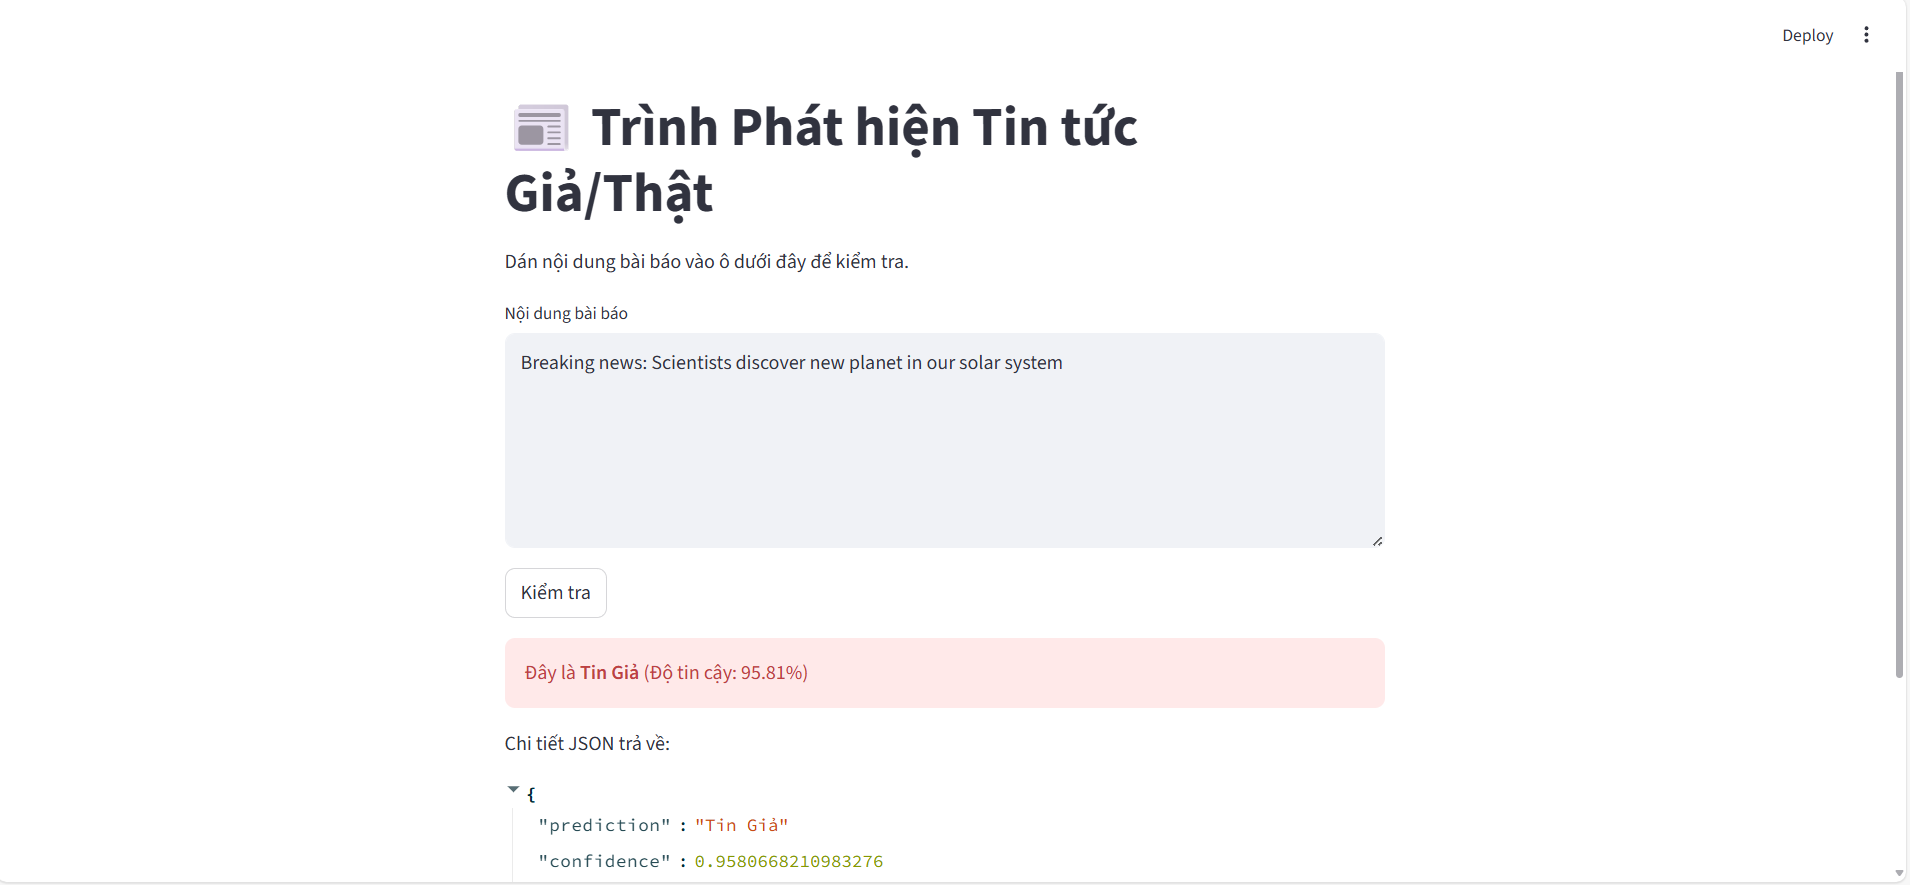 Deploy
Trình Phát hiện Tin tức
Giả/Thật
Dán nội dung bài báo vào ô dưới đây để kiểm tra.
Nội dung bài báo
Breaking news: Scientists discover new planet in our solar system
Kiểm tra
Đây là Tin Giả (Độ tin cậy: 95.81%)
Chi tiết JSON trả về:
{
"prediction" : "Tin Giả"
"confidence" : 0.9580668210983276